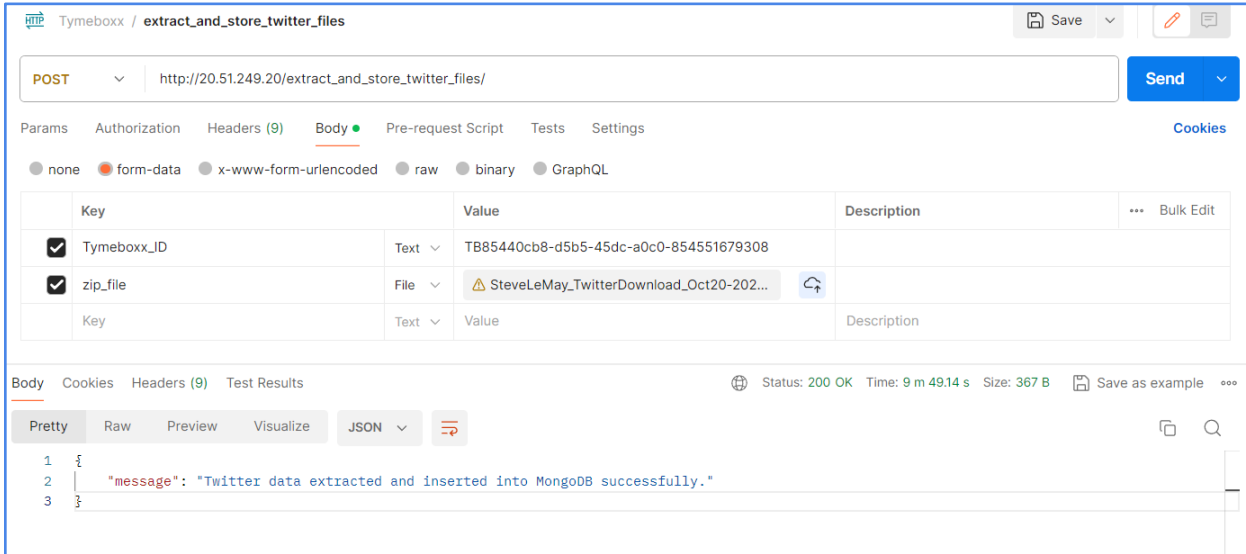 HTTP Tymeboxx / extract_and_store_twitter_files Save
POST http://20.51.249.20/extract_and_store_twitter_files/ Send
Params Authorization Headers (9) Body Pre-request Script Tests Settings Cookies
none form-data x-www-form-urlencoded raw binary GraphQL
Key Value Description Bulk Edit
Tymeboxx_ID Text TB85440cb8-d5b5-45dc-a0c0-854551679308
zip_file File SteveLeMay_TwitterDownload_Oct20-202...
Key Text Value Description
Body Cookies Headers (9) Test Results Status: 200 OK Time: 9 m 49.14 s Size: 367 B Save as example
Pretty Raw Preview Visualize JSON
1 {
2 "message": "Twitter data extracted and inserted into MongoDB successfully."
3 }